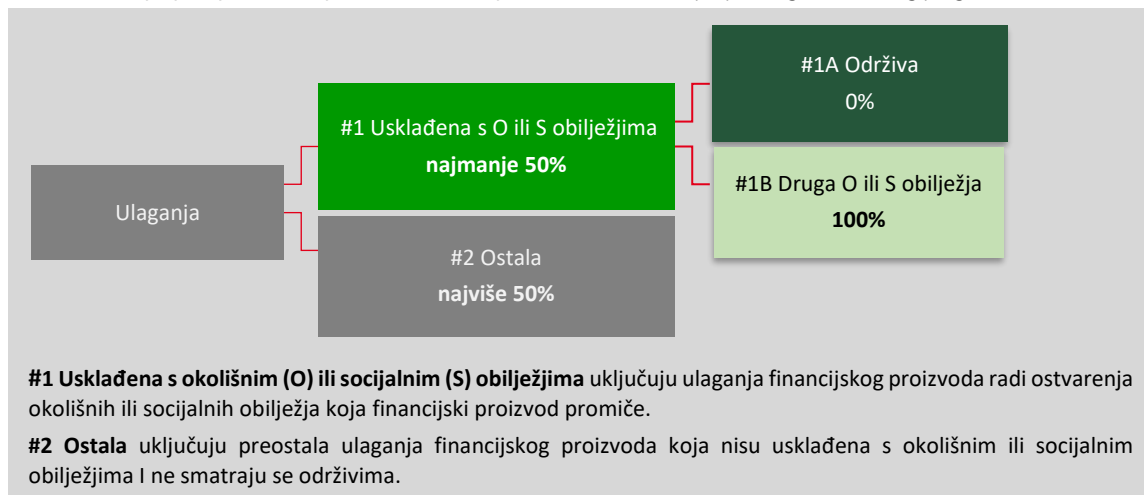 #1A Održiva
0%
#1 Usklađena s O ili S obilježjima
najmanje 50%
#1B Druga O ili S obilježja
100%
Ulaganja
#2 Ostala
najviše 50%
#1 Usklađena s okolišnim (O) ili socijalnim (S) obilježjima uključuju ulaganja financijskog proizvoda radi ostvarenja
okolišnih ili socijalnih obilježja koja financijski proizvod promiče.
#2 Ostala uključuju preostala ulaganja financijskog proizvoda koja nisu usklađena s okolišnim ili socijalnim
obilježjima I ne smatraju se održivima.